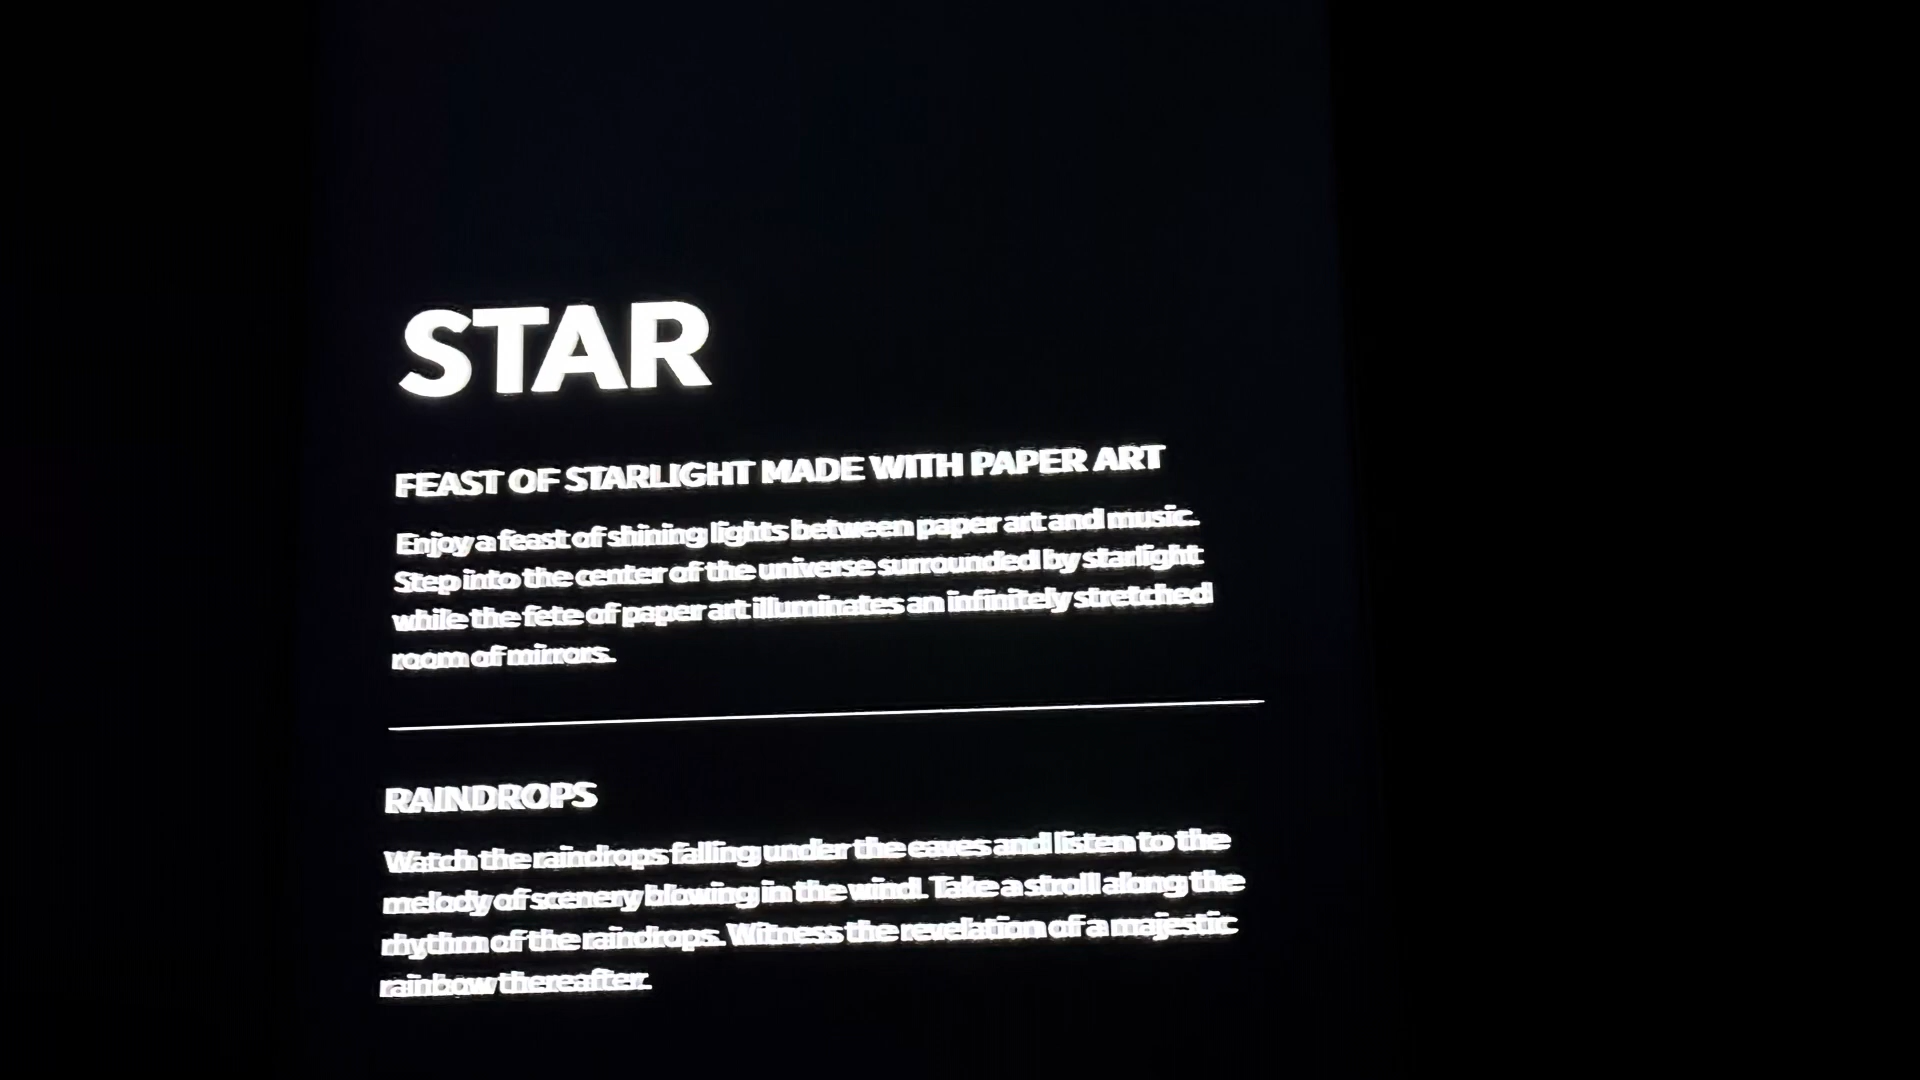 STAR
FEAST OF STARLIGHT MADE WITH PAPER ART
Enjoy a feast of shining lights between paper art and music.
Step into the center of the universe surrounded by starlight
while the fete of paper art illuminates an infinitely stretched
room of mirrors.
RAINDROPS
Watch the raindrops falling under the eaves and listen to the
melody of scenery blowing in the wind. Take a stroll along the
rhythm of the raindrops. Witness the revelation of a majestic
rainbow thereafter.